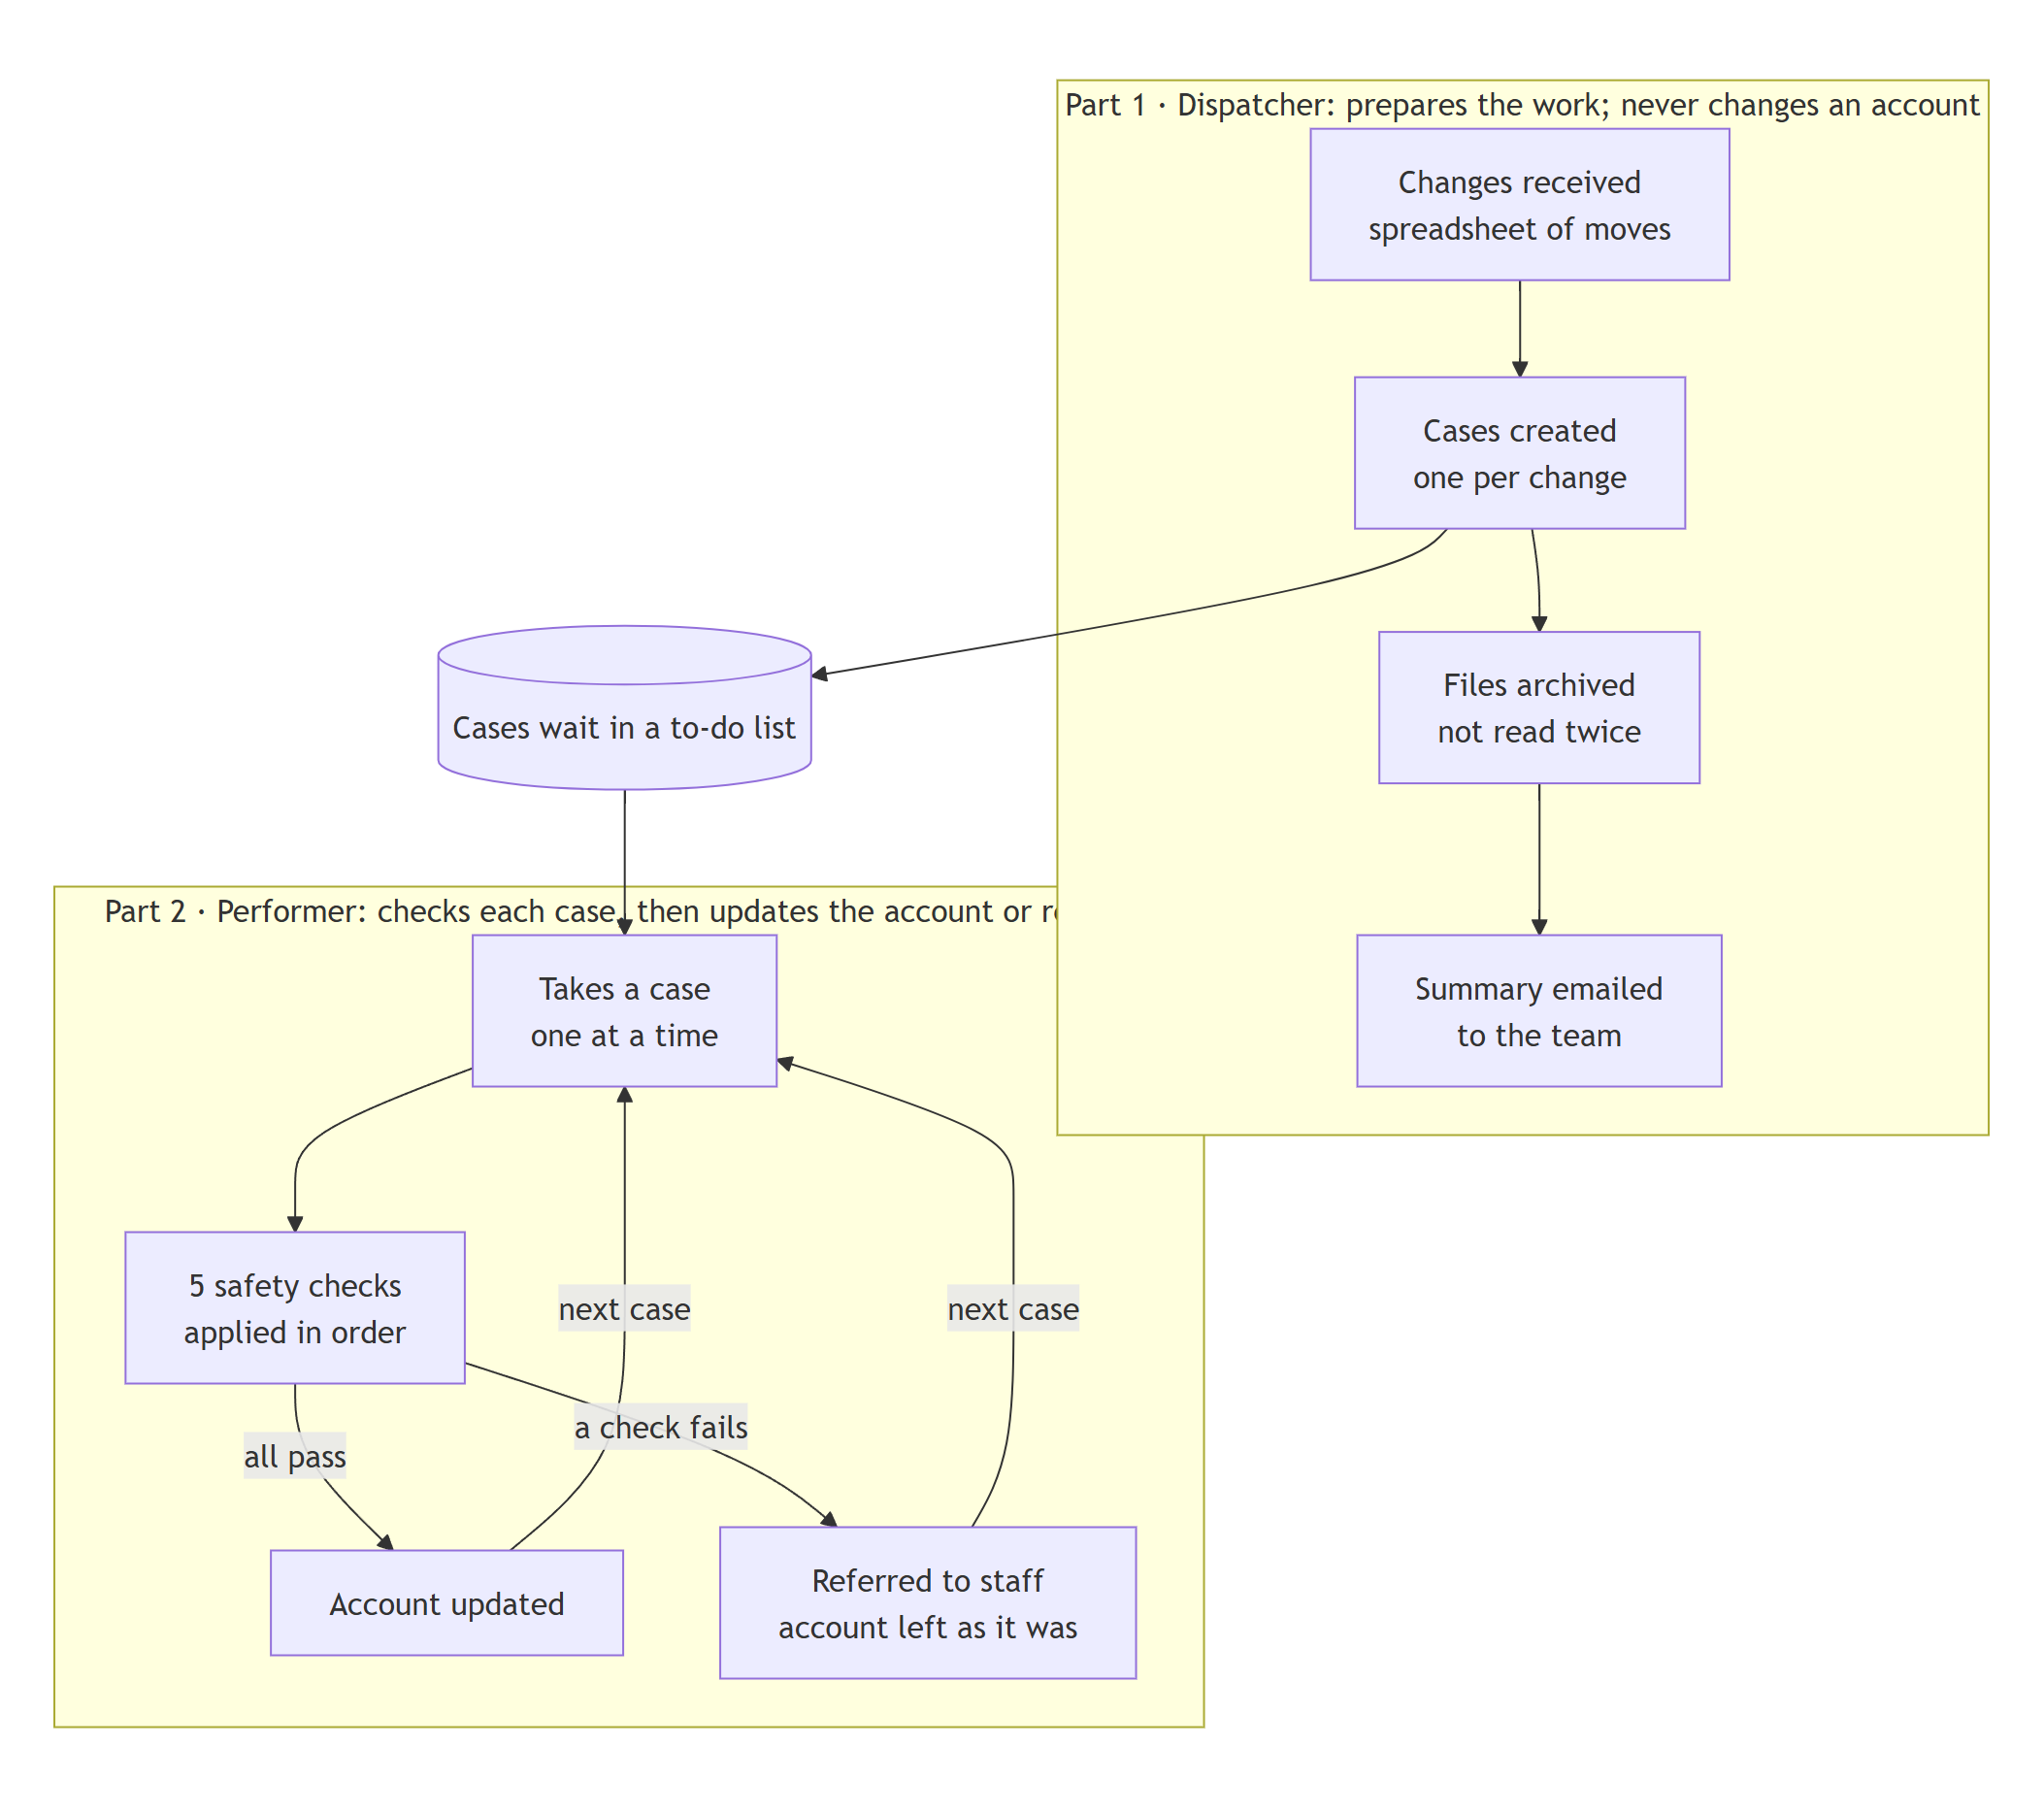 Part 1 · Dispatcher: prepares the work; never changes an account
Changes received
spreadsheet of moves
Cases created
one per change
Files archived
not read twice
Summary emailed
to the team
Cases wait in a to-do list
Part 2 · Performer: checks each case, then updates the account or
Takes a case
one at a time
5 safety checks
applied in order
next case
next case
a check fails
all pass
Account updated
Referred to staff
account left as it was